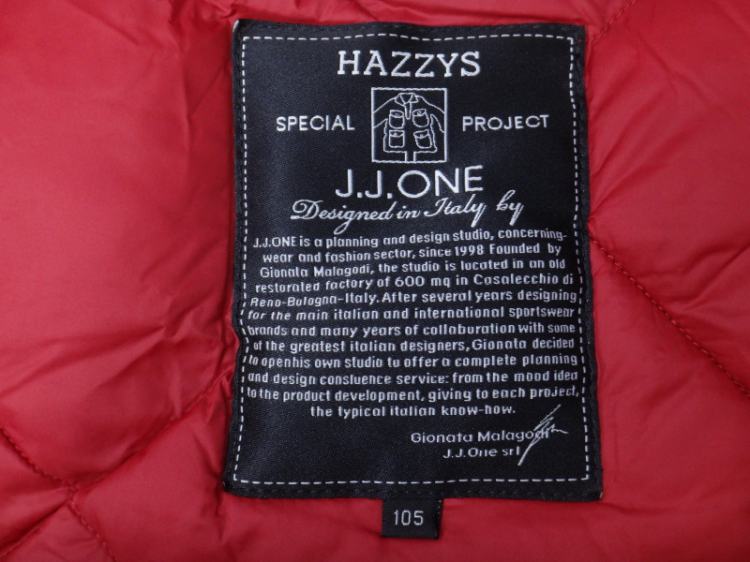 HAZZYS
SPECIAL PROJECT
J.J.ONE
Designed in Italy by
J.J.ONE is a planning and design studio, concerning-
wear and fashion sector, since 1998 Founded by
Gionata Malagodi, the studio is located in an old
restorated factory of 600 mq in Casalecchio di
Reno-Bologna-Italy. After several years designing
for the main italian and international sportswear
brands and many years of collaburation with some
of the greatest italian designers, Gionata decided
to openhis own studio to offer a complete planning
and design consluence service: from the mood idea
to the product development, giving to each project,
the typical italian know-how.
Gionata Malagodi
J.J.One srl
105